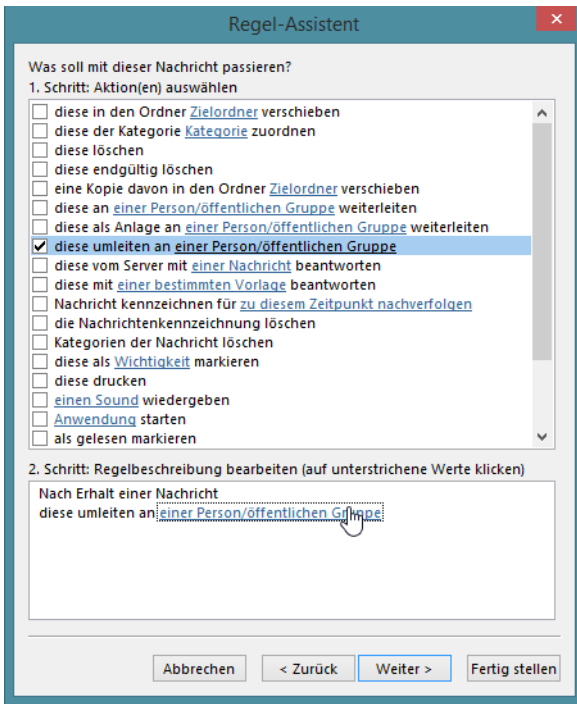 Regel-Assistent
Was soll mit dieser Nachricht passieren?
1. Schritt: Aktion(en) auswählen
diese in den Ordner Zielordner verschieben
diese der Kategorie Kategorie zuordnen
diese löschen
diese endgültig löschen
eine Kopie davon in den Ordner Zielordner verschieben
diese an einer Person/öffentlichen Gruppe weiterleiten
diese als Anlage an einer Person/öffentlichen Gruppe weiterleiten
diese umleiten an einer Person/öffentlichen Gruppe
diese vom Server mit einer Nachricht beantworten
diese mit einer bestimmten Vorlage beantworten
Nachricht kennzeichnen für zu diesem Zeitpunkt nachverfolgen
die Nachrichtenkennzeichnung löschen
Kategorien der Nachricht löschen
diese als Wichtigkeit markieren
diese drucken
einen Sound wiedergeben
Anwendung starten
als gelesen markieren
2. Schritt: Regelbeschreibung bearbeiten (auf unterstrichene Werte klicken)
Nach Erhalt einer Nachricht
diese umleiten an einer Person/öffentlichen Gruppe
Abbrechen < Zurück Weiter > Fertig stellen